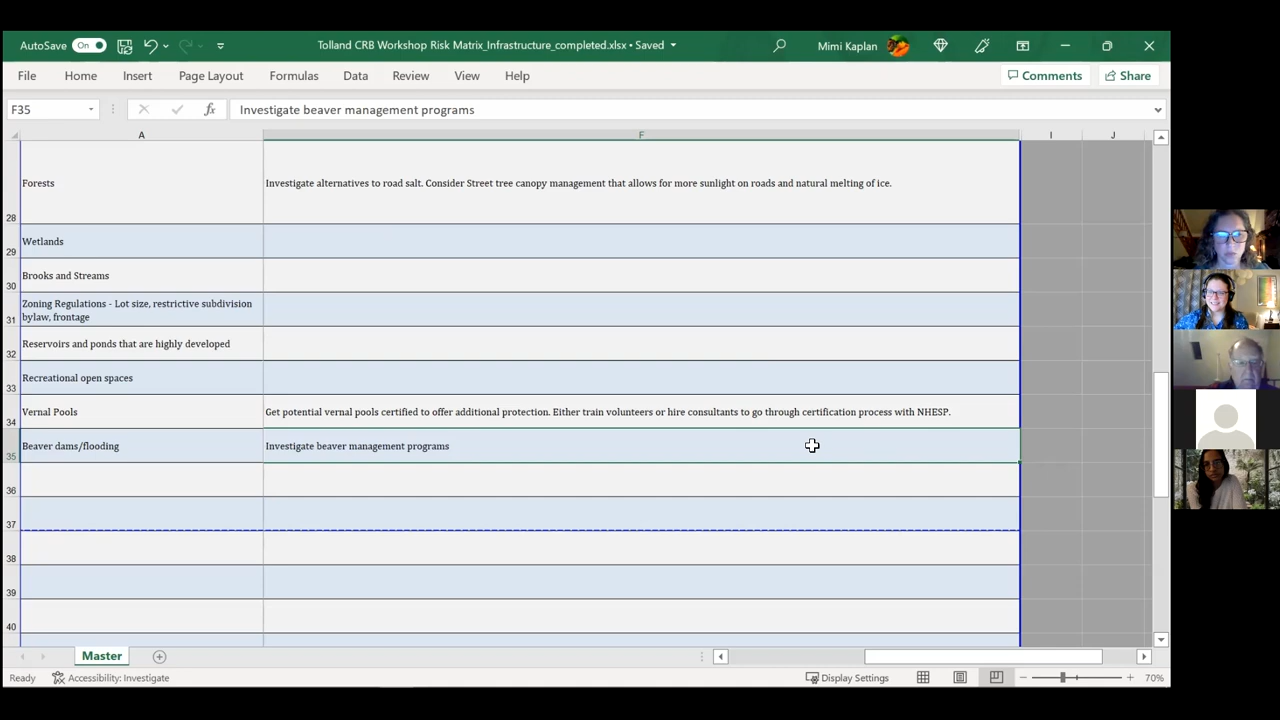 AutoSave On Tolland CRB Workshop Risk Matrix_Infrastructure_completed.xlsx • Saved Mimi Kaplan
File Home Insert Page Layout Formulas Data Review View Help Comments Share
F35 fx Investigate beaver management programs
A F I J
Forests Investigate alternatives to road salt. Consider Street tree canopy management that allows for more sunlight on roads and natural melting of ice.
28
Wetlands
29
Brooks and Streams
30
Zoning Regulations - Lot size, restrictive subdivision
bylaw, frontage
31
Reservoirs and ponds that are highly developed
32
Recreational open spaces
33
Vernal Pools Get potential vernal pools certified to offer additional protection. Either train volunteers or hire consultants to go through certification process with NHESP.
34
Beaver dams/flooding Investigate beaver management programs
35
36
37
38
39
40
Master
Ready Accessibility: Investigate Display Settings 70%